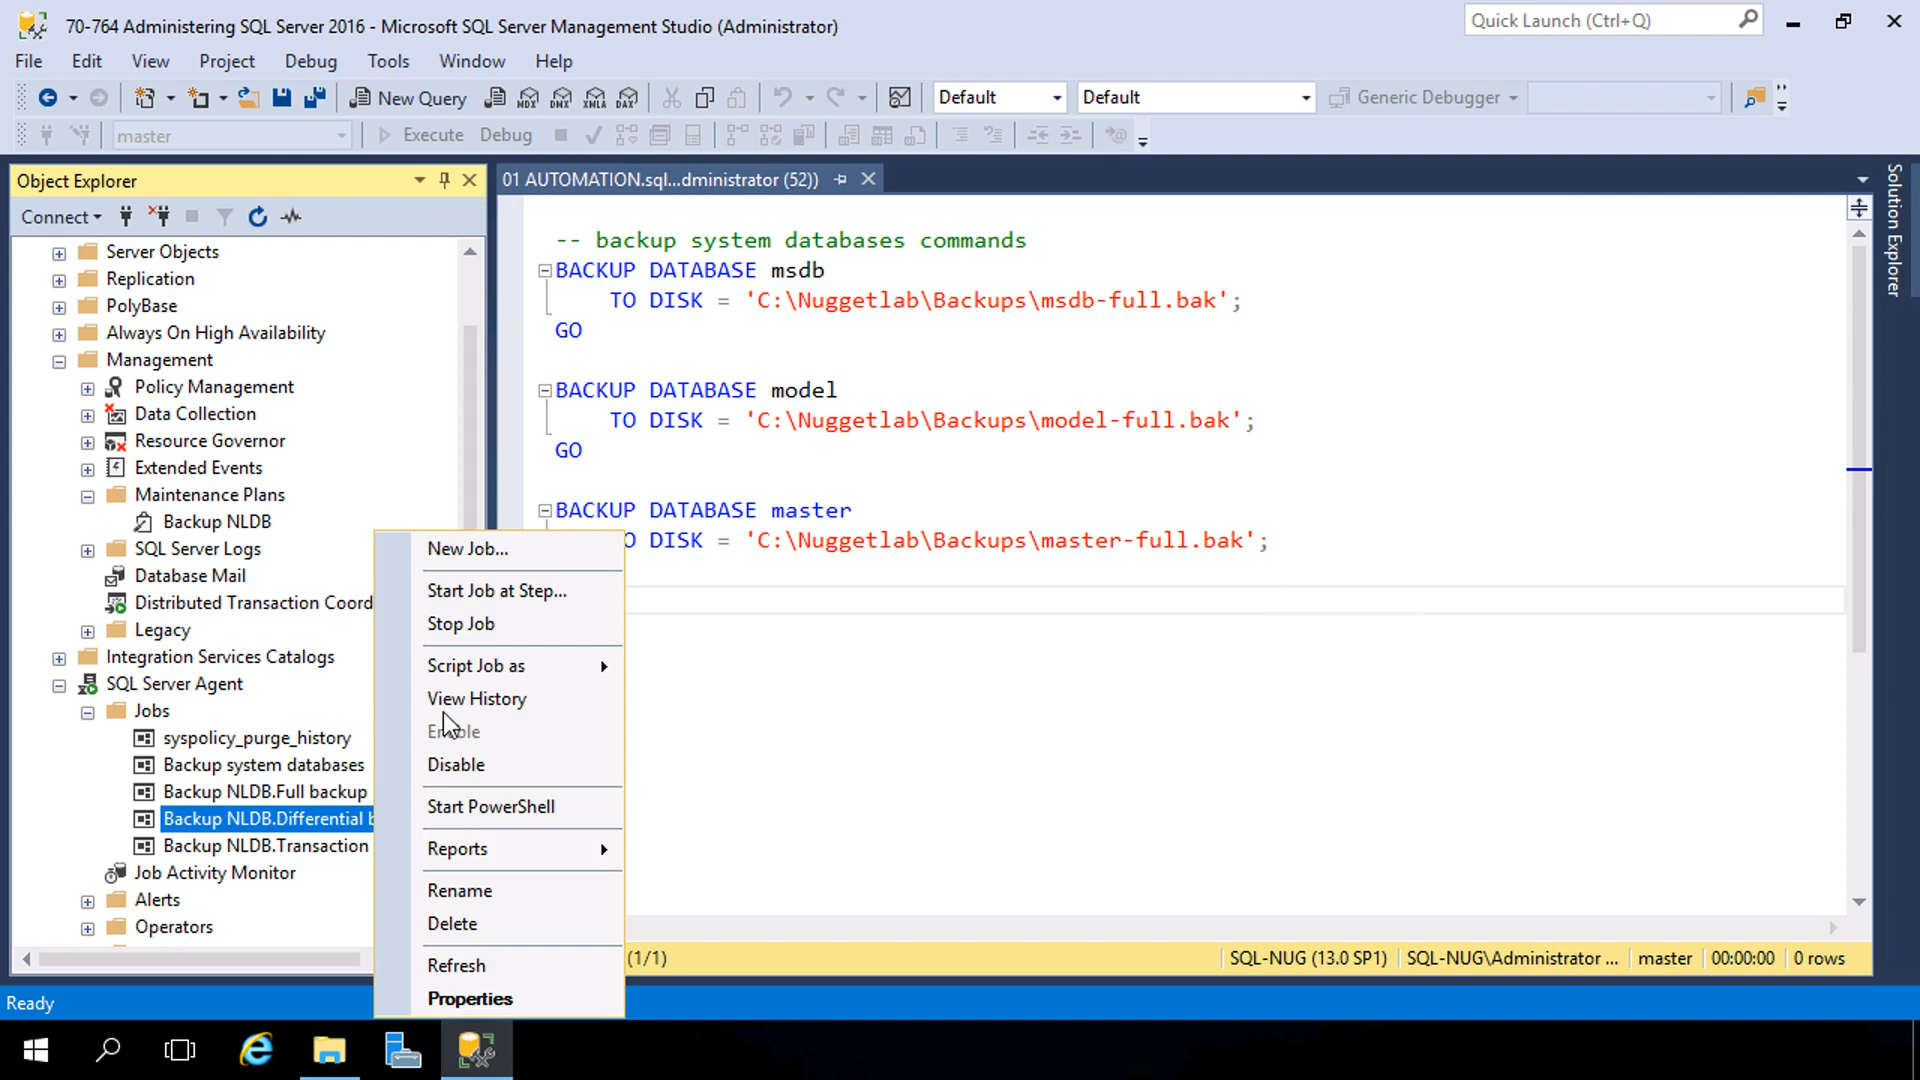 70-764 Administering SQL Server 2016 - Microsoft SQL Server Management Studio (Administrator)
Quick Launch (Ctrl+Q)
File Edit View Project Debug Tools Window Help
New Query MDX DMX XMLA DAX Default Default Generic Debugger
master Execute Debug
Object Explorer
Connect
Server Objects
Replication
PolyBase
Always On High Availability
Management
Policy Management
Data Collection
Resource Governor
Extended Events
Maintenance Plans
Backup NLDB
SQL Server Logs
Database Mail
Distributed Transaction Coord
Legacy
Integration Services Catalogs
SQL Server Agent
Jobs
syspolicy_purge_history
Backup system databases
Backup NLDB.Full backup
Backup NLDB.Differential b
Backup NLDB.Transaction
Job Activity Monitor
Alerts
Operators
New Job...
Start Job at Step...
Stop Job
Script Job as
View History
Enable
Disable
Start PowerShell
Reports
Rename
Delete
Refresh
Properties
01 AUTOMATION.sql...dministrator (52))
-- backup system databases commands
BACKUP DATABASE msdb
TO DISK = 'C:\Nuggetlab\Backups\msdb-full.bak';
GO
BACKUP DATABASE model
TO DISK = 'C:\Nuggetlab\Backups\model-full.bak';
GO
BACKUP DATABASE master
O DISK = 'C:\Nuggetlab\Backups\master-full.bak';
Solution Explorer
(1/1) SQL-NUG (13.0 SP1) SQL-NUG\Administrator ... master 00:00:00 0 rows
Ready